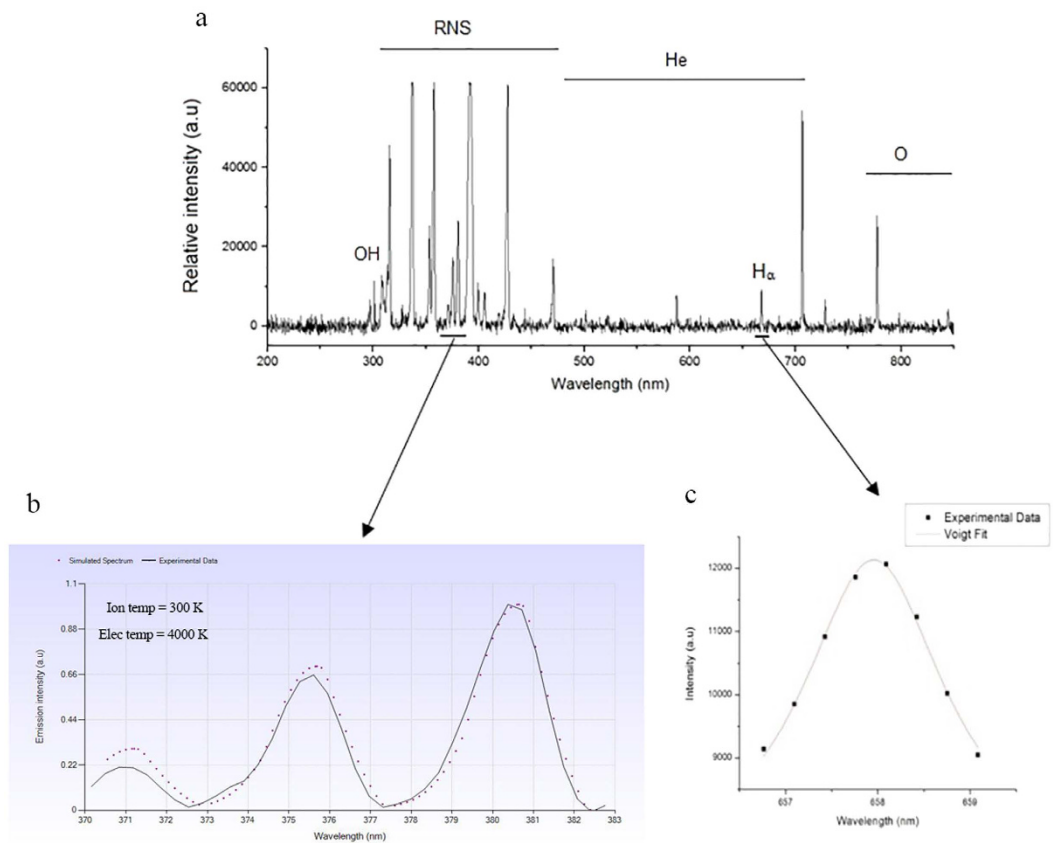 a
RNS
He
O
OH
Hα
Relative intensity (a.u)
60000
40000
20000
0
200 300 400 500 600 700 800
Wavelength (nm)
b
Simulated Spectrum Experimental Data
Ion temp = 300 K
Elec temp = 4000 K
Emission intensity (a.u)
1.1
0.88
0.66
0.44
0.22
0
370 371 372 373 374 375 376 377 378 379 380 381 382 383
Wavelength (nm)
c
Experimental Data
Voigt Fit
Intensity (a.u)
12000
11000
10000
9000
657 658 659
Wavelength (nm)